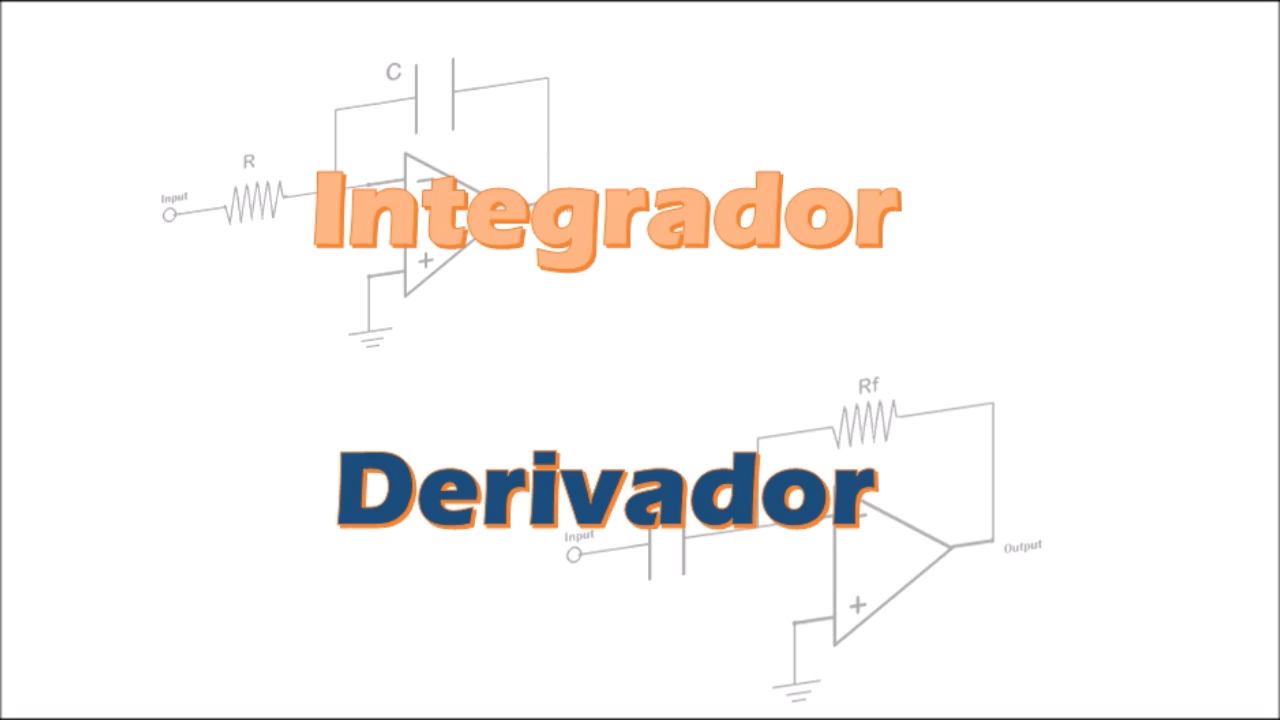 C
R
Input
Integrador
+
Rf
Derivador
Input
Output
+